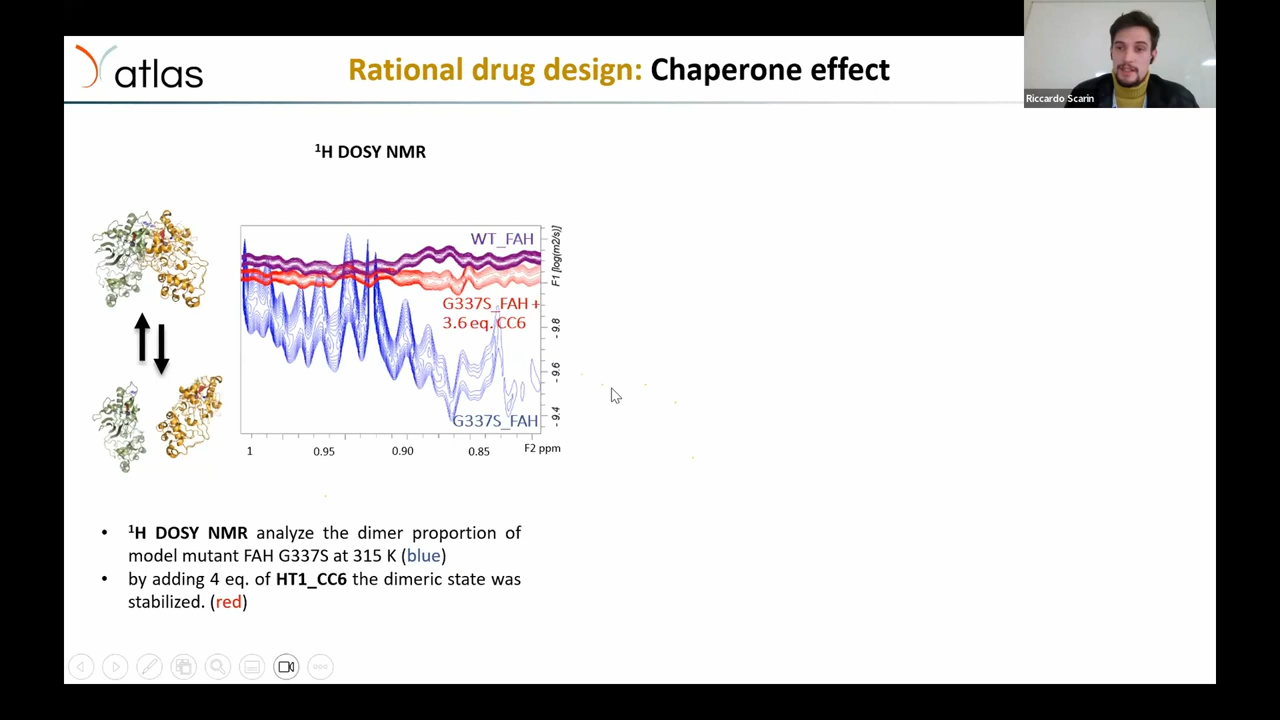 atlas
Rational drug design: Chaperone effect
Riccardo Scarin
¹H DOSY NMR
WT_FAH
G337S_FAH +
3.6 eq. CC6
G337S_FAH
F1 [log(m2/s)]
- 9.8
- 9.6
- 9.4
1 0.95 0.90 0.85 F2 ppm
• ¹H DOSY NMR analyze the dimer proportion of
model mutant FAH G337S at 315 K (blue)
• by adding 4 eq. of HT1_CC6 the dimeric state was
stabilized. (red)